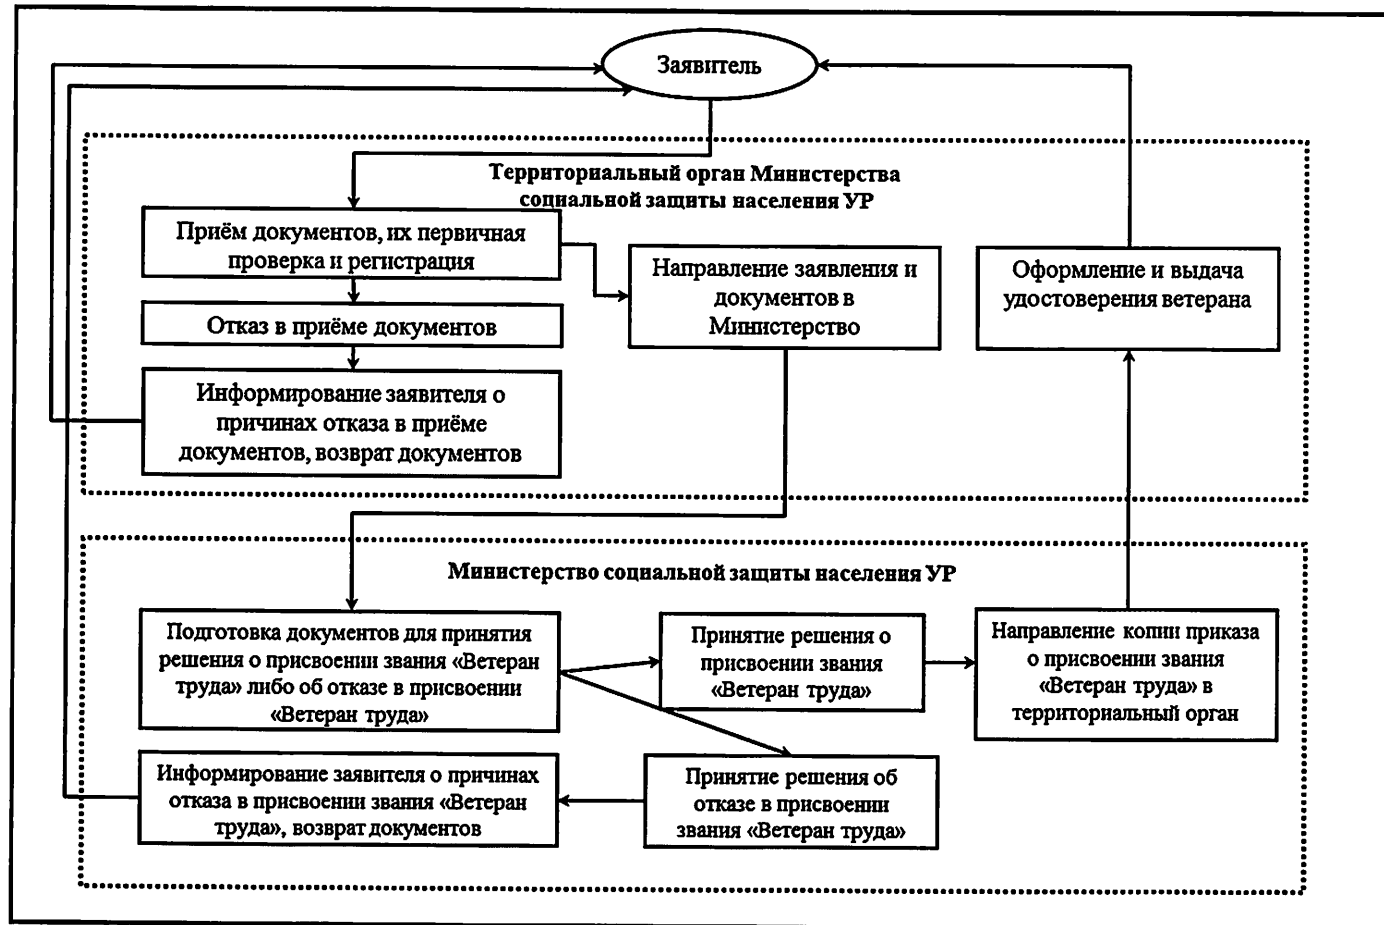 Заявитель
Территориальный орган Министерства
социальной защиты населения УР
Приём документов, их первичная
проверка и регистрация
Направление заявления и
документов в
Министерство
Оформление и выдача
удостоверения ветерана
Отказ в приёме документов
Информирование заявителя о
причинах отказа в приёме
документов, возврат документов
Министерство социальной защиты населения УР
Подготовка документов для принятия
решения о присвоении звания «Ветеран
труда» либо об отказе в присвоении
«Ветеран труда»
Принятие решения о
присвоении звания
«Ветеран труда»
Направление копии приказа
о присвоении звания
«Ветеран труда» в
территориальный орган
Информирование заявителя о причинах
отказа в присвоении звания «Ветеран
труда», возврат документов
Принятие решения об
отказе в присвоении
звания «Ветеран труда»